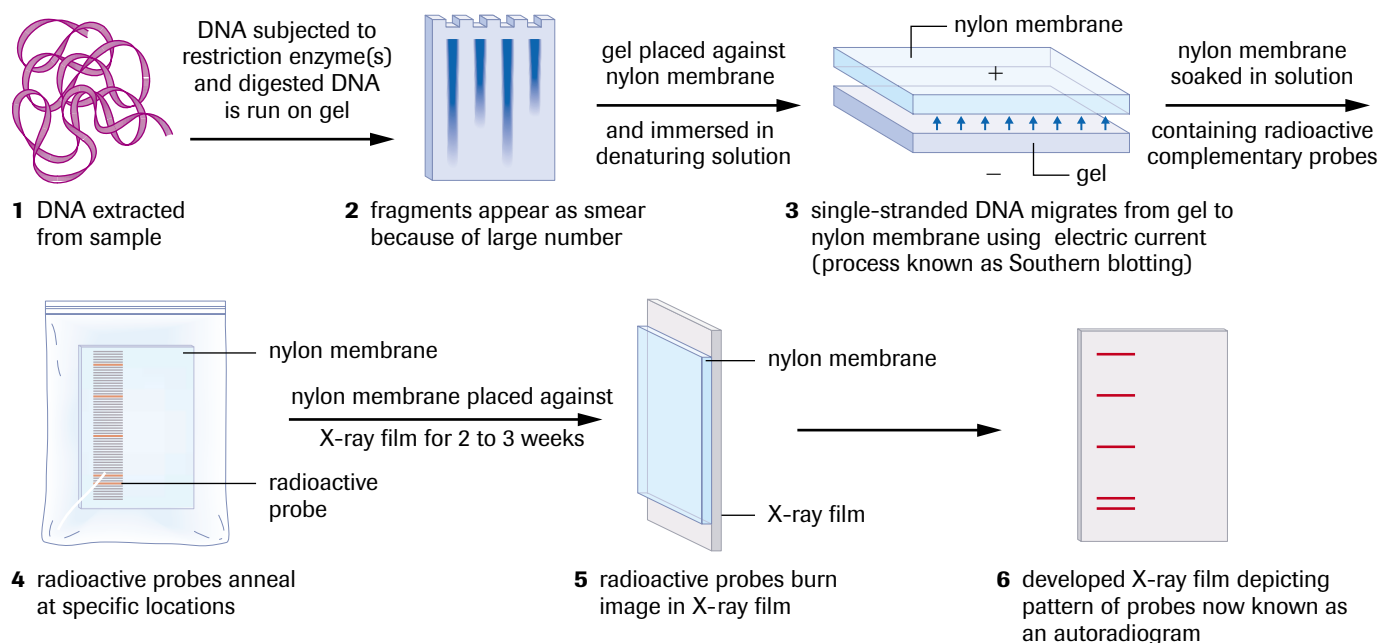 DNA subjected to
restriction enzyme(s)
and digested DNA
is run on gel
gel placed against
nylon membrane
and immersed in
denaturing solution
nylon membrane
+
−
gel
nylon membrane
soaked in solution
containing radioactive
complementary probes
1 DNA extracted
from sample
2 fragments appear as smear
because of large number
3 single-stranded DNA migrates from gel to
nylon membrane using electric current
(process known as Southern blotting)
nylon membrane
radioactive
probe
nylon membrane placed against
X-ray film for 2 to 3 weeks
nylon membrane
X-ray film
4 radioactive probes anneal
at specific locations
5 radioactive probes burn
image in X-ray film
6 developed X-ray film depicting
pattern of probes now known as
an autoradiogram